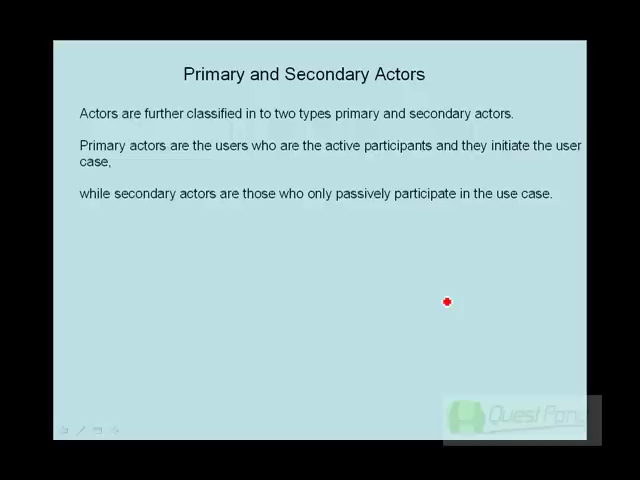 Primary and Secondary Actors
Actors are further classified in to two types primary and secondary actors.
Primary actors are the users who are the active participants and they initiate the user
case,
while secondary actors are those who only passively participate in the use case.
Quest Pond